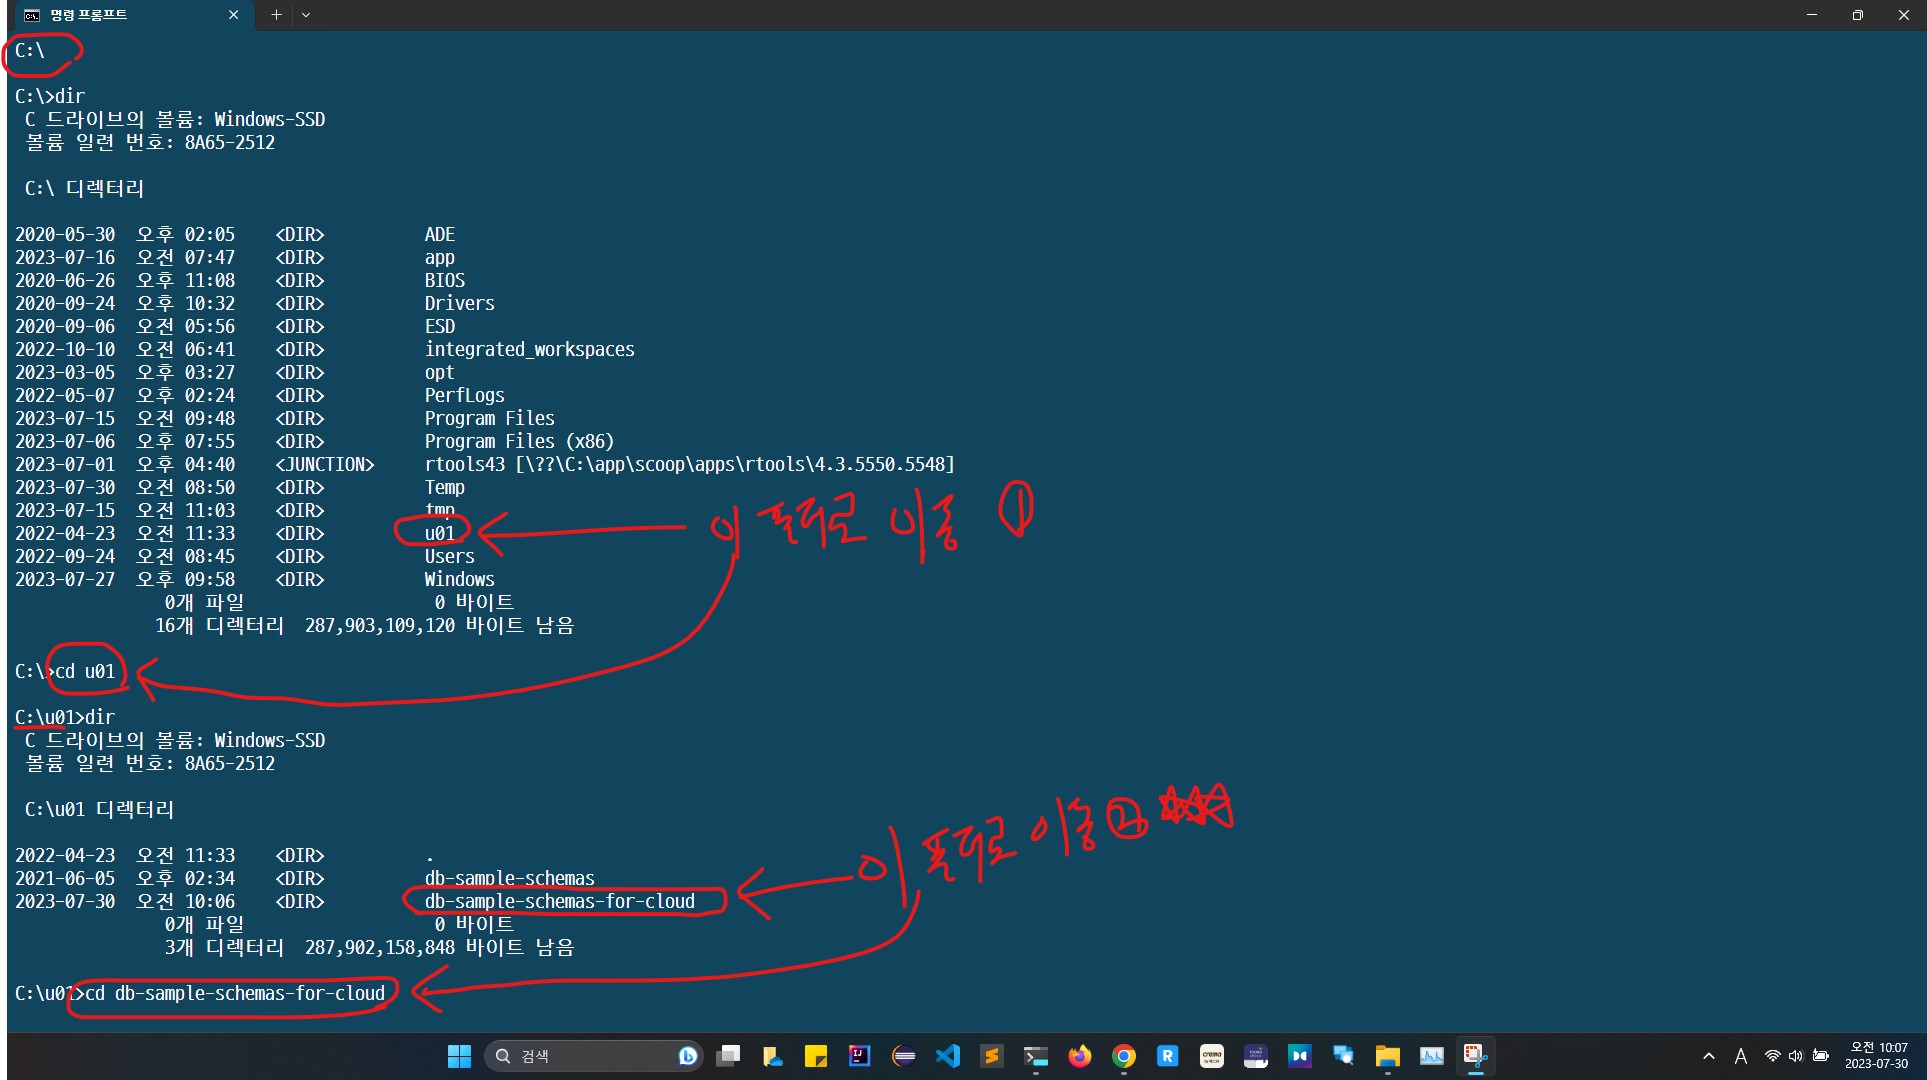 명령 프롬프트
C:\
C:\>dir
C 드라이브의 볼륨: Windows-SSD
볼륨 일련 번호: 8A65-2512
C:\ 디렉터리
2020-05-30 오후 02:05 <DIR> ADE
2023-07-16 오전 07:47 <DIR> app
2020-06-26 오후 11:08 <DIR> BIOS
2020-09-24 오후 10:32 <DIR> Drivers
2020-09-06 오전 05:56 <DIR> ESD
2022-10-10 오전 06:41 <DIR> integrated_workspaces
2023-03-05 오후 03:27 <DIR> opt
2022-05-07 오후 02:24 <DIR> PerfLogs
2023-07-15 오전 09:48 <DIR> Program Files
2023-07-06 오후 07:55 <DIR> Program Files (x86)
2023-07-01 오후 04:40 <JUNCTION> rtools43 [\??\C:\app\scoop\apps\rtools\4.3.5550.5548]
2023-07-30 오전 08:50 <DIR> Temp
2023-07-15 오전 11:03 <DIR> tmp
2022-04-23 오전 11:33 <DIR> u01
이 폴더로 이동 ①
2022-09-24 오전 08:45 <DIR> Users
2023-07-27 오후 09:58 <DIR> Windows
0개 파일 0 바이트
16개 디렉터리 287,903,109,120 바이트 남음
C:\>cd u01
C:\u01>dir
C 드라이브의 볼륨: Windows-SSD
볼륨 일련 번호: 8A65-2512
C:\u01 디렉터리
2022-04-23 오전 11:33 <DIR> .
2021-06-05 오후 02:34 <DIR> db-sample-schemas
이 폴더로 이동 ②
2023-07-30 오전 10:06 <DIR> db-sample-schemas-for-cloud
0개 파일 0 바이트
3개 디렉터리 287,902,158,848 바이트 남음
C:\u01>cd db-sample-schemas-for-cloud
검색
A
오전 10:07
2023-07-30